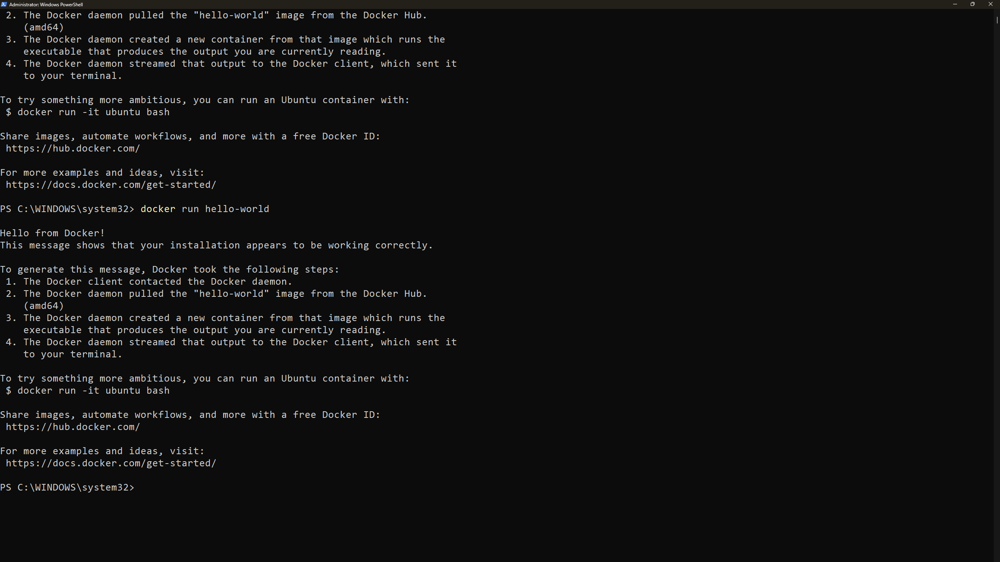 Administrator: Windows PowerShell
 2. The Docker daemon pulled the "hello-world" image from the Docker Hub.
    (amd64)
 3. The Docker daemon created a new container from that image which runs the
    executable that produces the output you are currently reading.
 4. The Docker daemon streamed that output to the Docker client, which sent it
    to your terminal.

To try something more ambitious, you can run an Ubuntu container with:
 $ docker run -it ubuntu bash

Share images, automate workflows, and more with a free Docker ID:
 https://hub.docker.com/

For more examples and ideas, visit:
 https://docs.docker.com/get-started/

PS C:\WINDOWS\system32> docker run hello-world

Hello from Docker!
This message shows that your installation appears to be working correctly.

To generate this message, Docker took the following steps:
 1. The Docker client contacted the Docker daemon.
 2. The Docker daemon pulled the "hello-world" image from the Docker Hub.
    (amd64)
 3. The Docker daemon created a new container from that image which runs the
    executable that produces the output you are currently reading.
 4. The Docker daemon streamed that output to the Docker client, which sent it
    to your terminal.

To try something more ambitious, you can run an Ubuntu container with:
 $ docker run -it ubuntu bash

Share images, automate workflows, and more with a free Docker ID:
 https://hub.docker.com/

For more examples and ideas, visit:
 https://docs.docker.com/get-started/

PS C:\WINDOWS\system32>